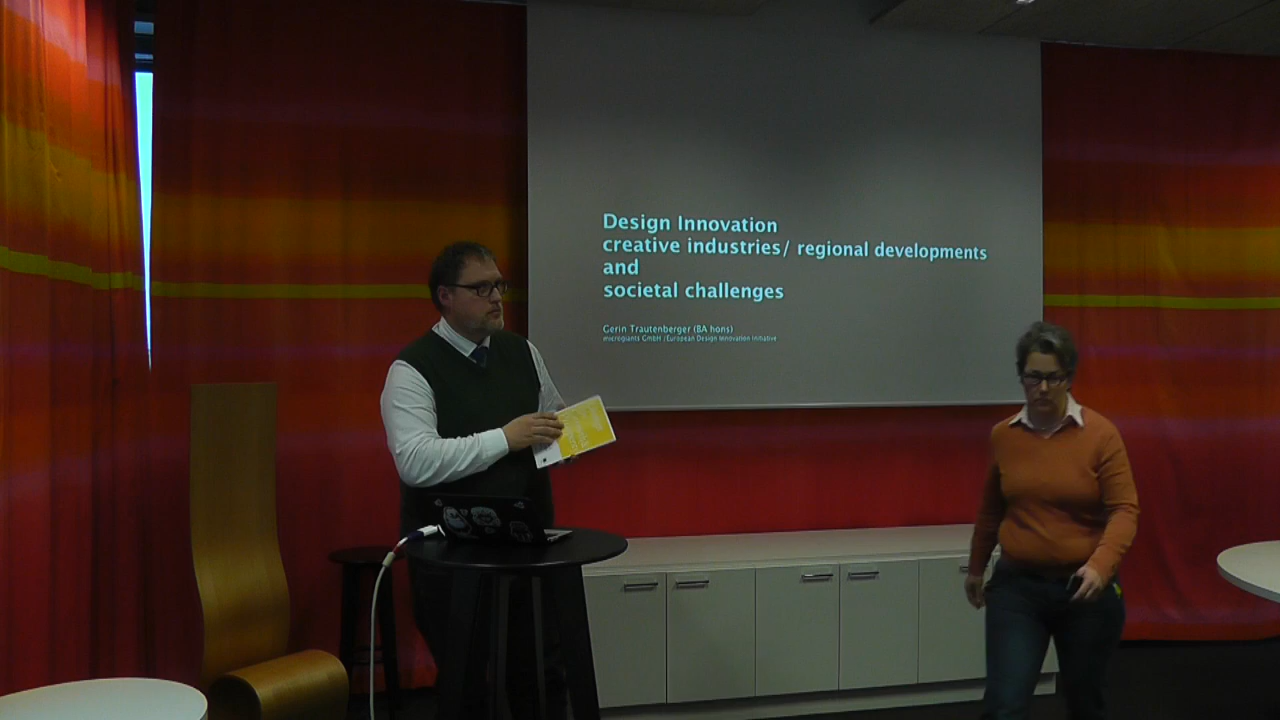 Design Innovation
creative industries/ regional developments
and
societal challenges
Gerin Trautenberger (BA hons)
microgiants GmbH /European Design Innovation Initiative